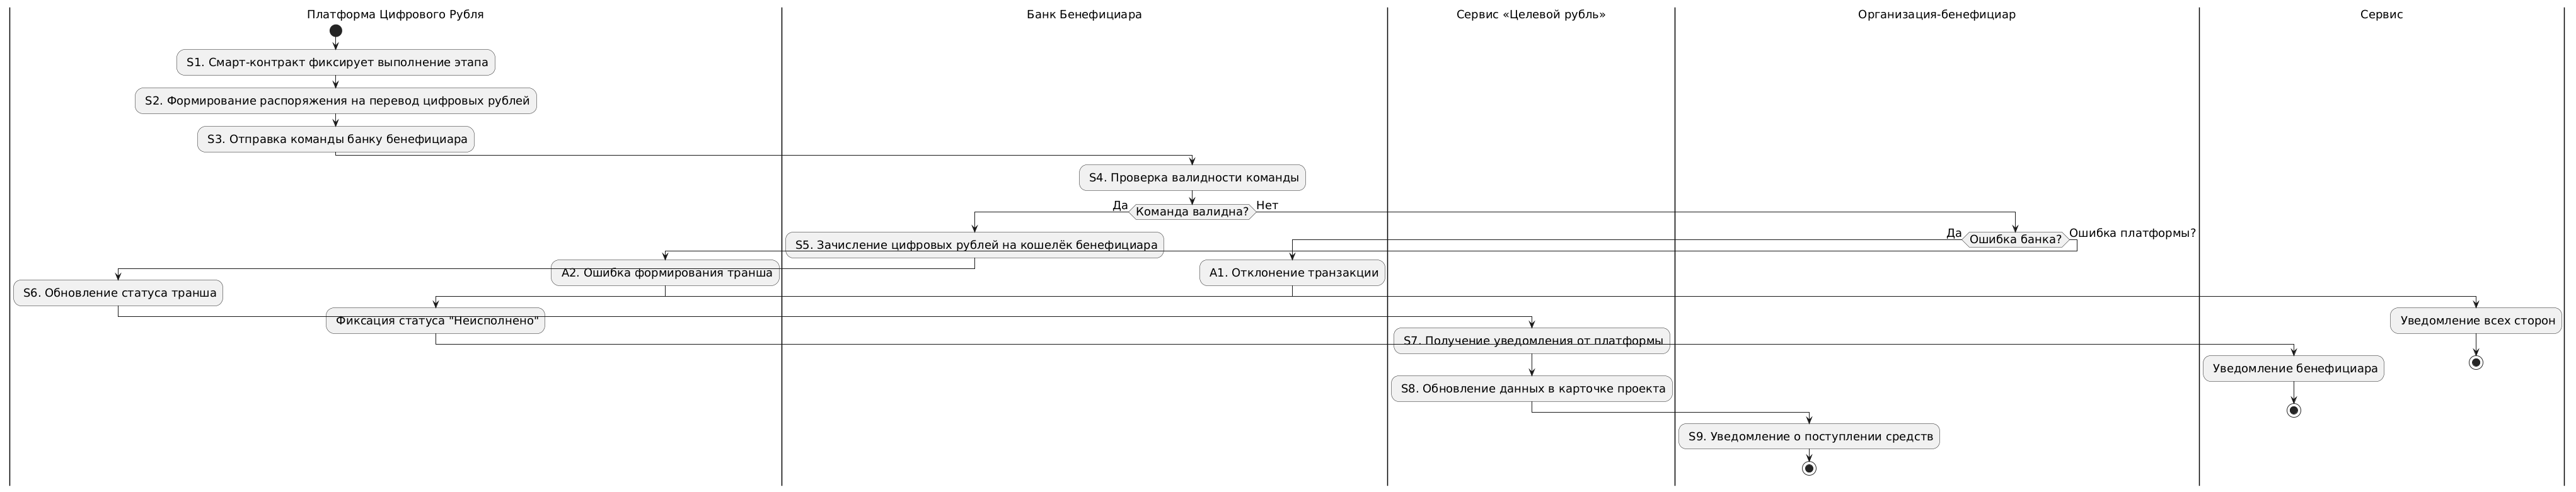 Платформа Цифрового Рубля
Банк Бенефициара
Сервис «Целевой рубль»
Организация-бенефициар
Сервис
S1. Смарт-контракт фиксирует выполнение этапа
S2. Формирование распоряжения на перевод цифровых рублей
S3. Отправка команды банку бенефициара
S4. Проверка валидности команды
Да
Команда валидна?
Нет
S5. Зачисление цифровых рублей на кошелёк бенефициара
Да
Ошибка банка?
Ошибка платформы?
A2. Ошибка формирования транша
A1. Отклонение транзакции
S6. Обновление статуса транша
Фиксация статуса "Неисполнено"
Уведомление всех сторон
S7. Получение уведомления от платформы
Уведомление бенефициара
S8. Обновление данных в карточке проекта
S9. Уведомление о поступлении средств